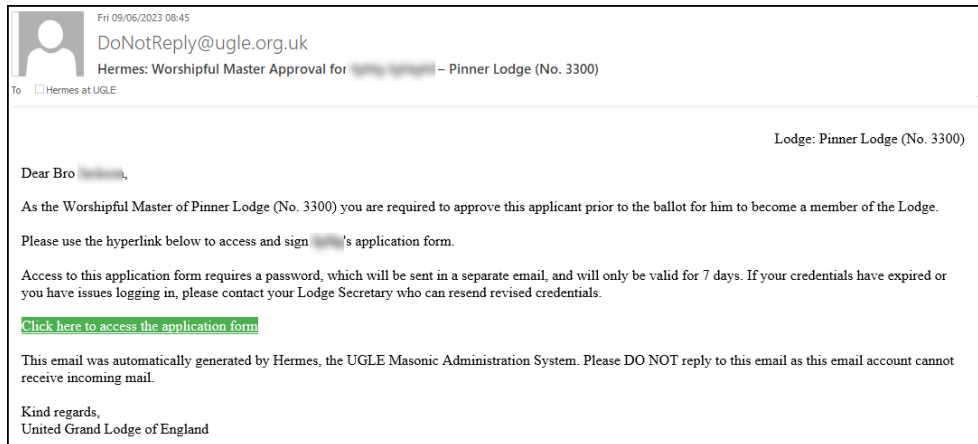 Fri 09/06/2023 08:45
DoNotReply@ugle.org.uk
Hermes: Worshipful Master Approval for – Pinner Lodge (No. 3300)
To Hermes at UGLE
Lodge: Pinner Lodge (No. 3300)
Dear Bro ,
As the Worshipful Master of Pinner Lodge (No. 3300) you are required to approve this applicant prior to the ballot for him to become a member of the Lodge.
Please use the hyperlink below to access and sign 's application form.
Access to this application form requires a password, which will be sent in a separate email, and will only be valid for 7 days. If your credentials have expired or
you have issues logging in, please contact your Lodge Secretary who can resend revised credentials.
Click here to access the application form
This email was automatically generated by Hermes, the UGLE Masonic Administration System. Please DO NOT reply to this email as this email account cannot
receive incoming mail.
Kind regards,
United Grand Lodge of England